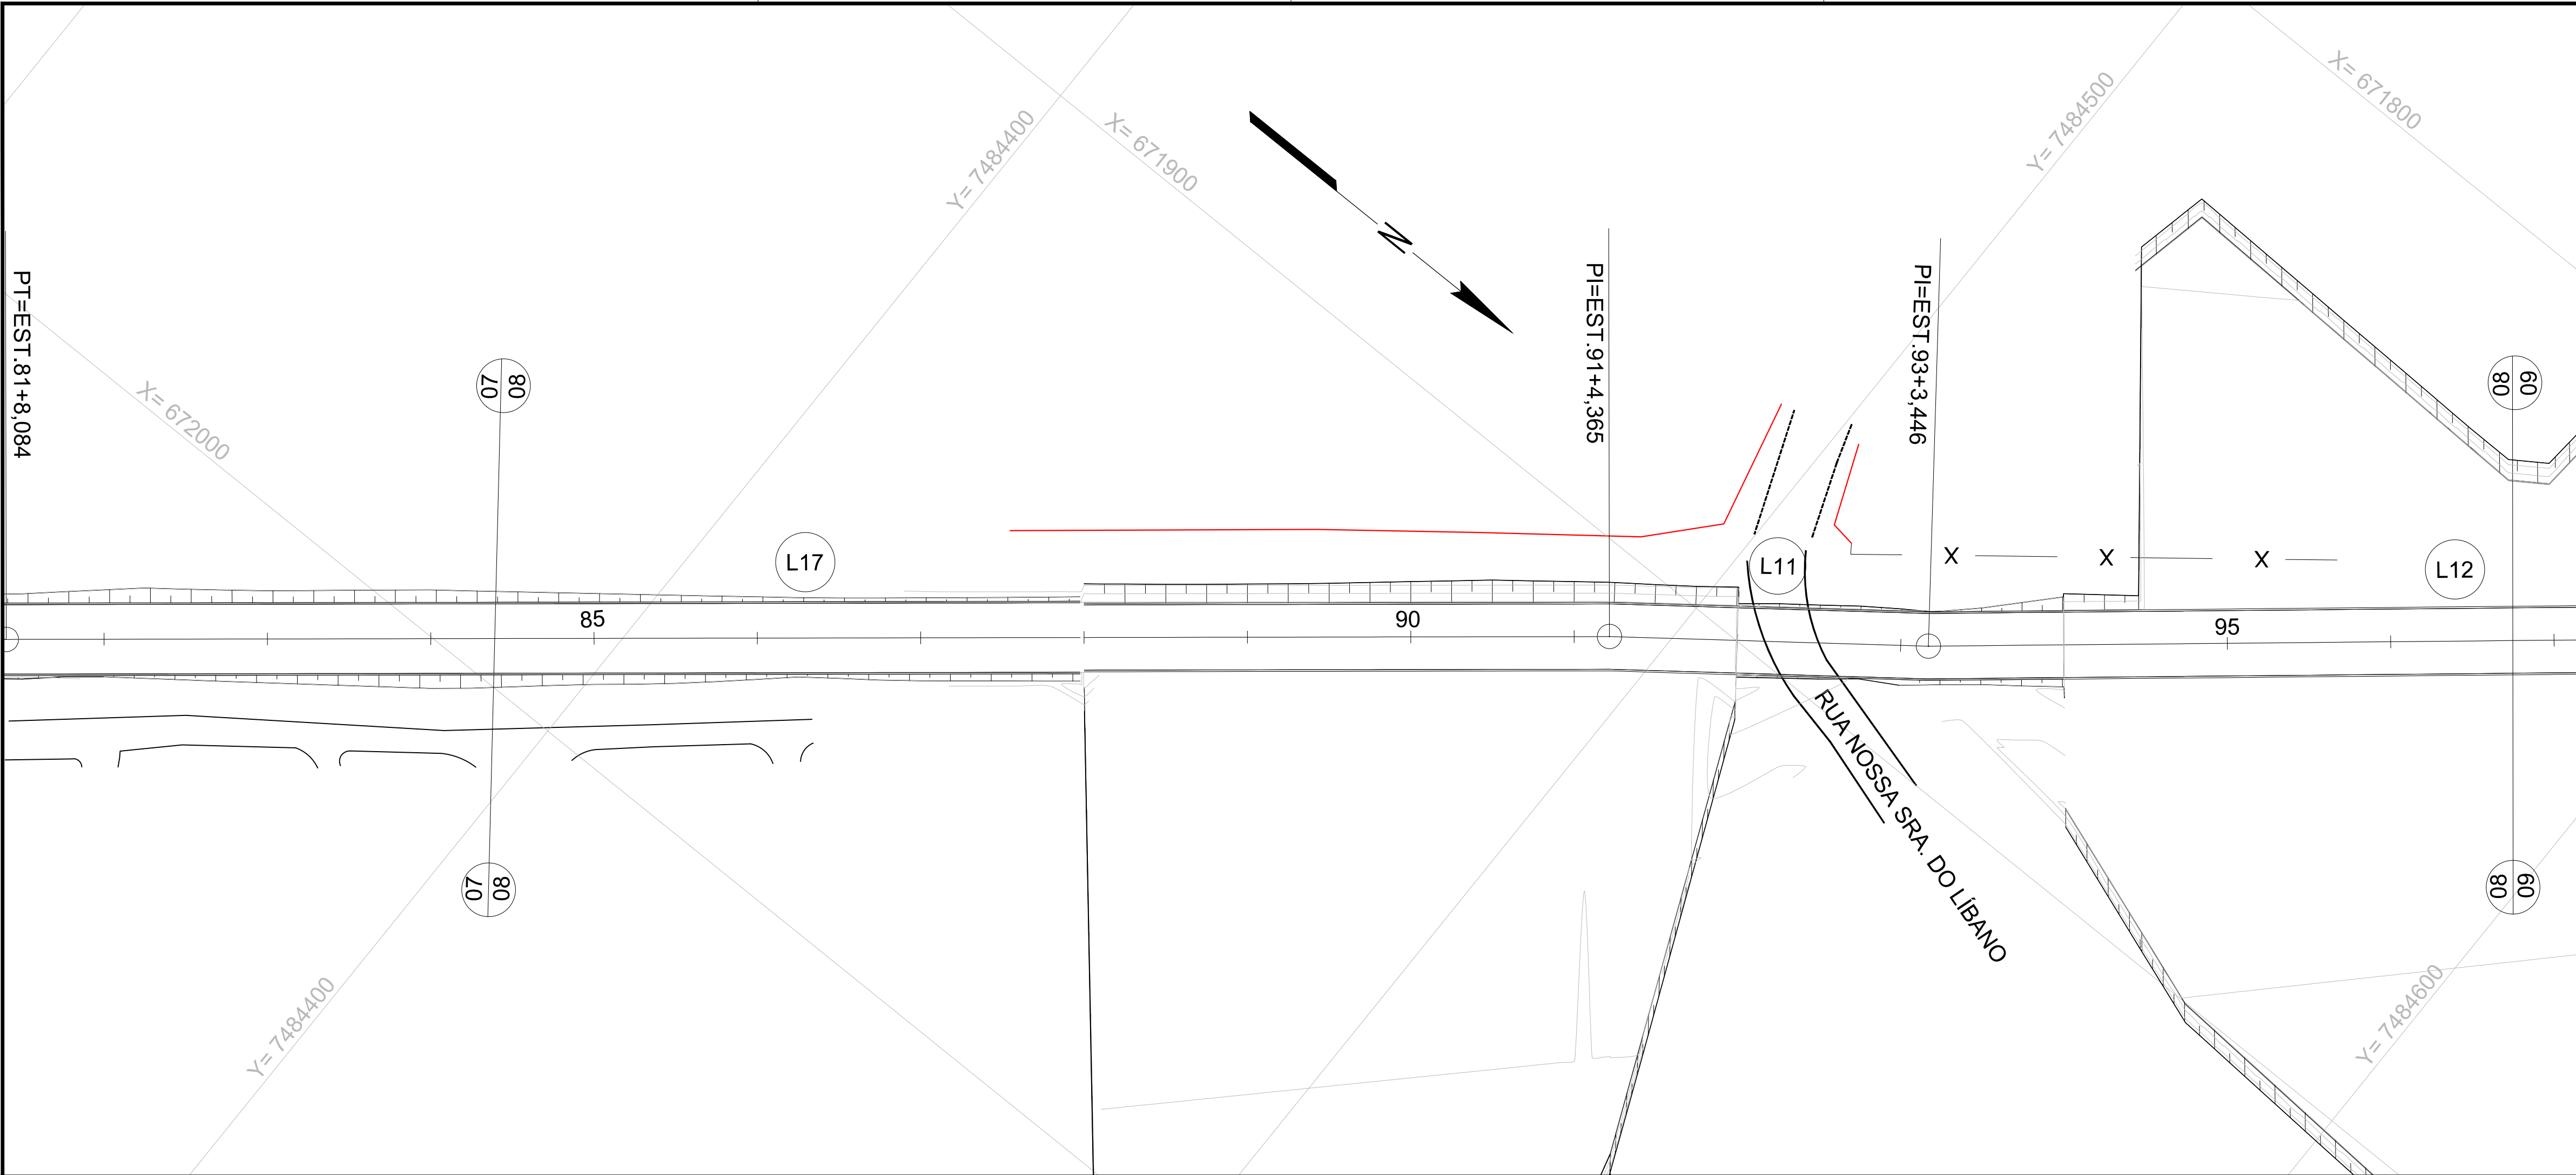 X= 671800
Y= 7484500
Y= 7484400
X= 671900
N
PT=EST.81+8,084
PI=EST.91+4,365
PI=EST.93+3,446
X= 672000
07
08
08
09
L17
L11
L12
X
X
X
85
90
95
RUA NOSSA SRA. DO LÍBANO
07
08
08
09
Y= 7484400
Y= 7484600